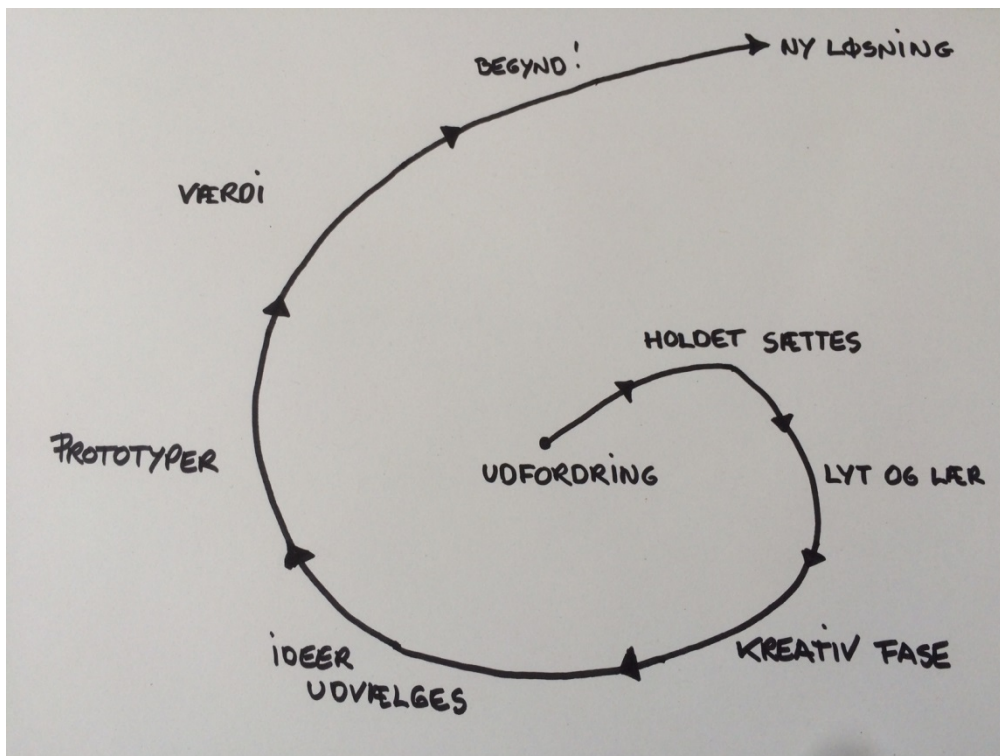 BEGYND!
NY LØSNING
VÆRDI
HOLDET SÆTTES
PROTOTYPER
UDFORDRING
LYT OG LÆR
KREATIV FASE
IDEER
UDVÆLGES